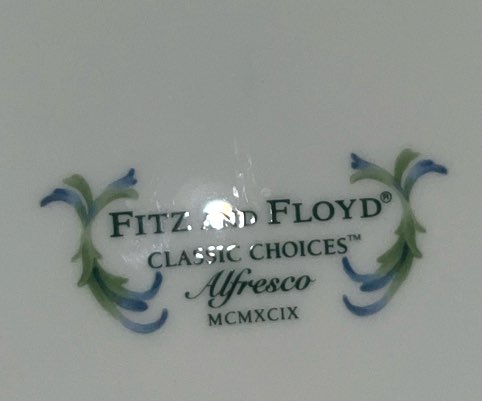 FITZ AND FLOYD®
CLASSIC CHOICES™
Alfresco
MCMXCIX